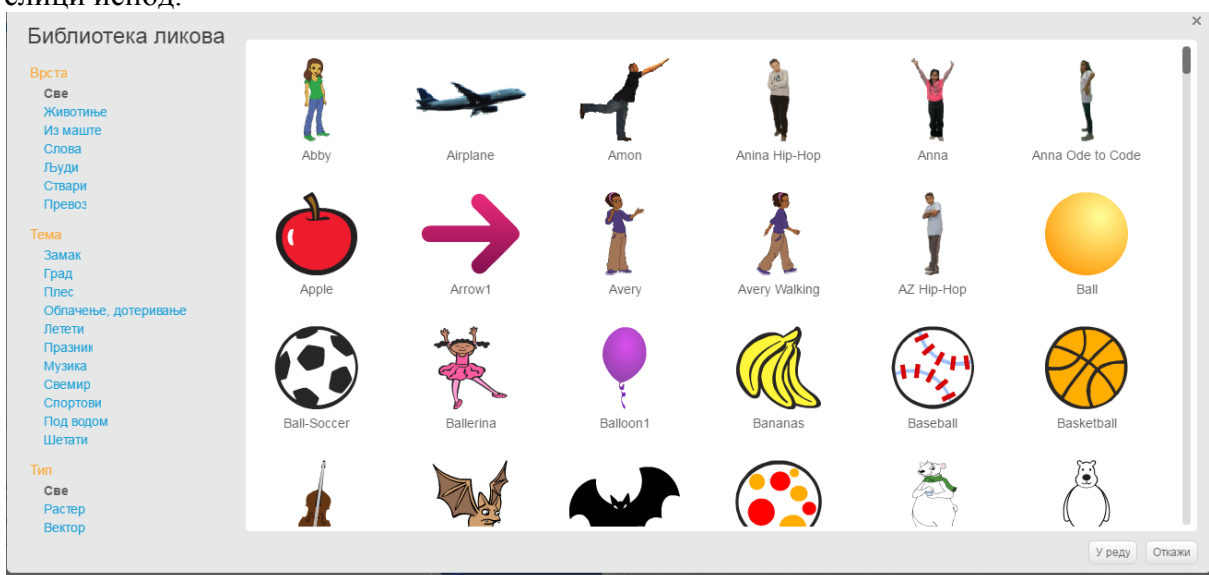 слици испод.
Библиотека ликова
×
Врста
Све
Животиње
Из маште
Слова
Људи
Ствари
Превоз
Тема
Замак
Град
Плес
Облачење, дотеривање
Летети
Празник
Музика
Свемир
Спортови
Под водом
Шетати
Тип
Све
Растер
Вектор
Abby Airplane Amon Anina Hip-Hop Anna Anna Ode to Code
Apple Arrow1 Avery Avery Walking AZ Hip-Hop Ball
Ball-Soccer Ballerina Balloon1 Bananas Baseball Basketball
У реду Откажи